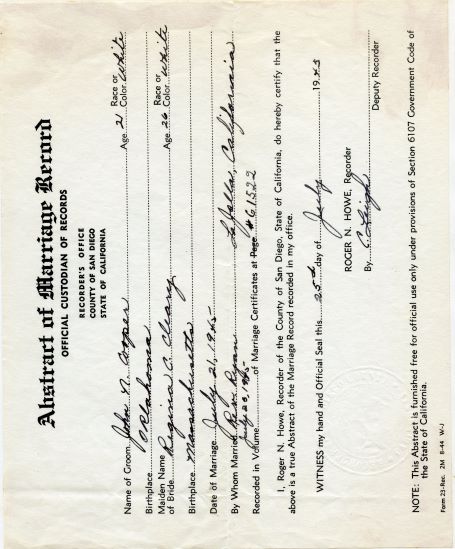 Abstract of Marriage Record
OFFICIAL CUSTODIAN OF RECORDS
RECORDER'S OFFICE
COUNTY OF SAN DIEGO
STATE OF CALIFORNIA
Name of Groom John N. Cooper Age 21 Race or Color White
Birthplace Oklahoma
Maiden Name of Bride Regina C. Cleary Age 26 Race or Color White
Birthplace Massachusetts
Date of Marriage July 21, 1945
By Whom Married Rev. Ryan La Jolla, California
July 23, 1945
Recorded in Volume of Marriage Certificates at Page #61522
I, Roger N. Howe, Recorder of the County of San Diego, State of California, do hereby certify that the
above is a true Abstract of the Marriage Record recorded in my office.
WITNESS my hand and Official Seal this 25th day of July 1945
ROGER N. HOWE, Recorder
By C. Leigh
Deputy Recorder
NOTE: This Abstract is furnished free for official use only under provisions of Section 6107 Government Code of
the State of California.
Form 23-Rec. 2M 8-44 W-J